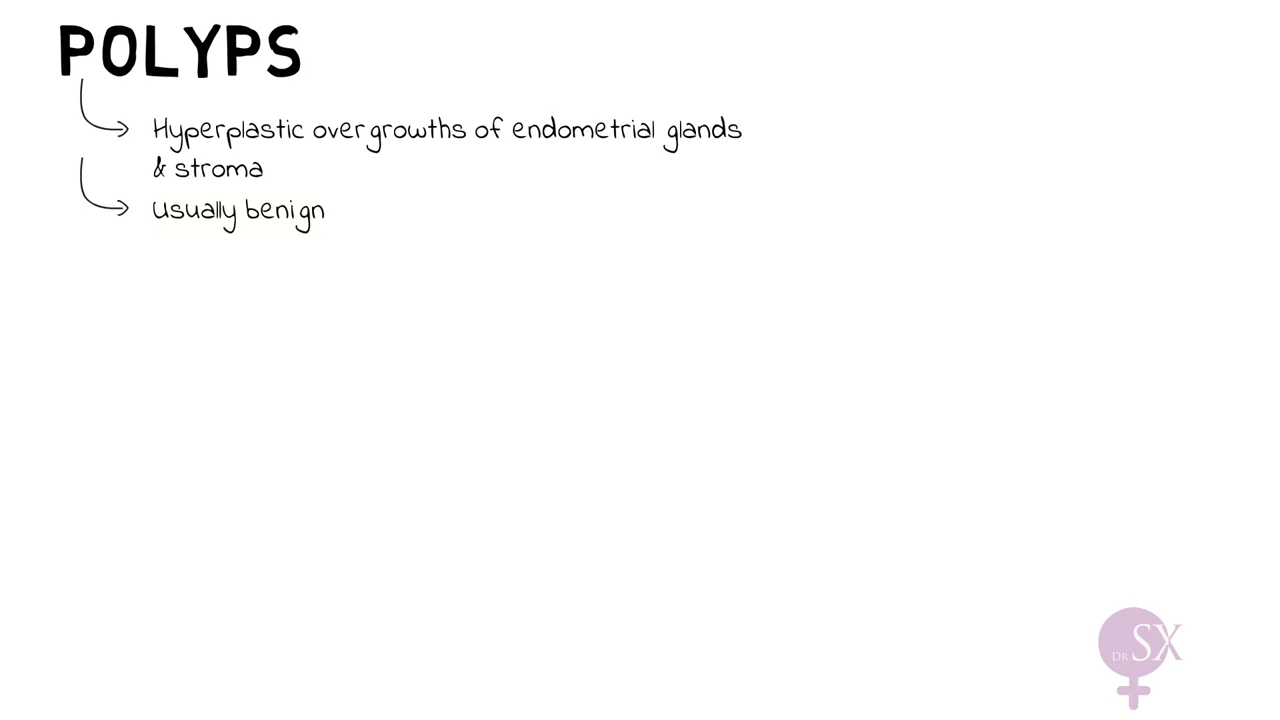 POLYPS
Hyperplastic overgrowths of endometrial glands
& stroma
Usually benign
DR SX